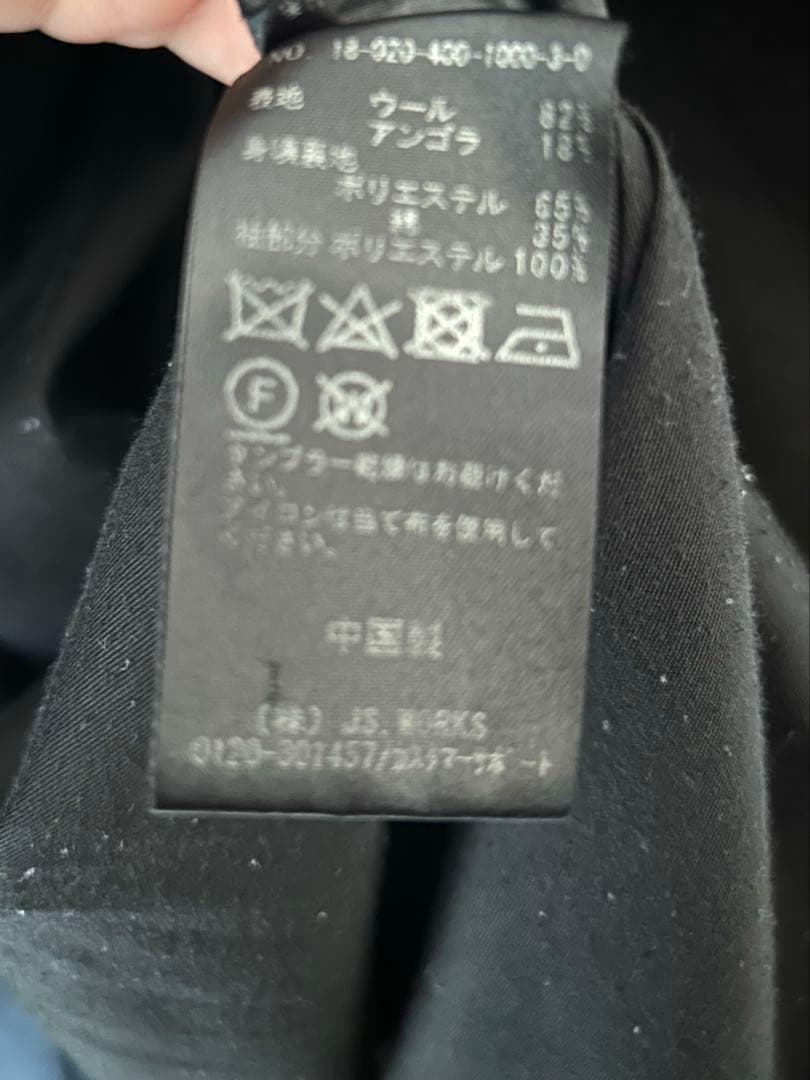 NO. 18-020-400-1000-3-0
表地 ウール 82%
アンゴラ 18%
身頃裏地
ポリエステル 65%
綿 35%
袖部分 ポリエステル 100%
F
W
タンブラー乾燥はお避けくだ
さい。
アイロンは当て布を使用して
ください。
中国製
(株) JS.WORKS
0120-301457/カスタマーサポート